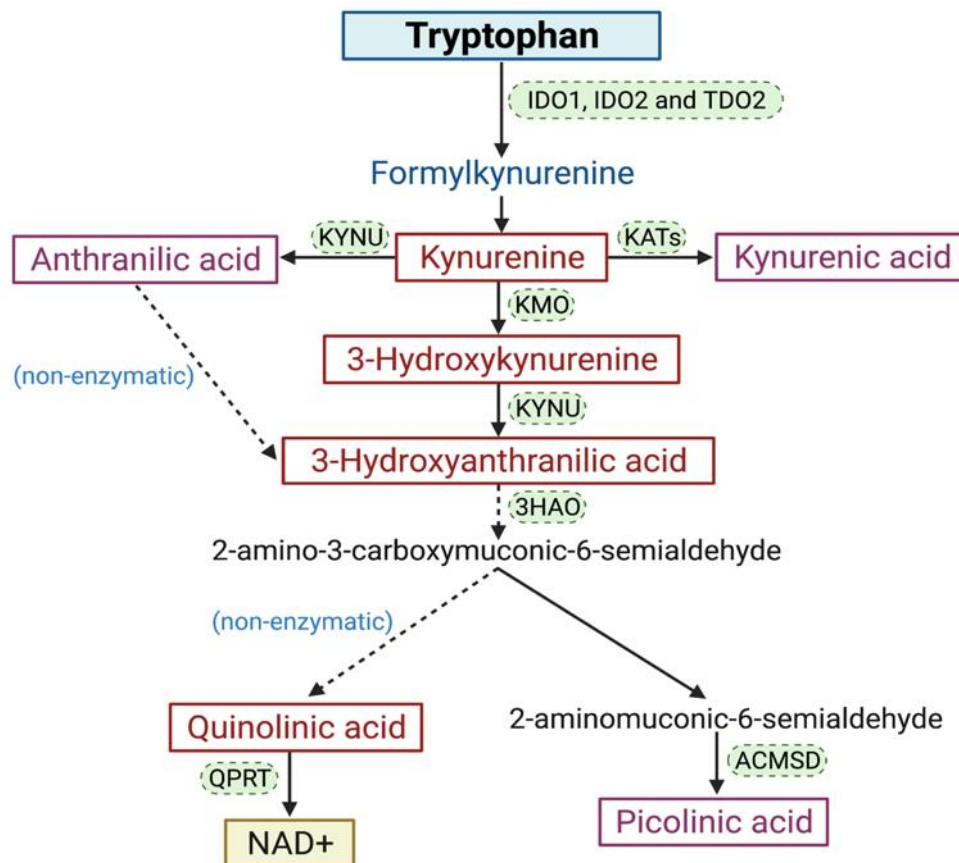 Tryptophan
IDO1, IDO2 and TDO2
Formylkynurenine
KYNU
KATs
Anthranilic acid
Kynurenine
Kynurenic acid
KMO
3-Hydroxykynurenine
(non-enzymatic)
KYNU
3-Hydroxyanthranilic acid
3HAO
2-amino-3-carboxymuconic-6-semialdehyde
(non-enzymatic)
Quinolinic acid
2-aminomuconic-6-semialdehyde
QPRT
ACMSD
NAD+
Picolinic acid